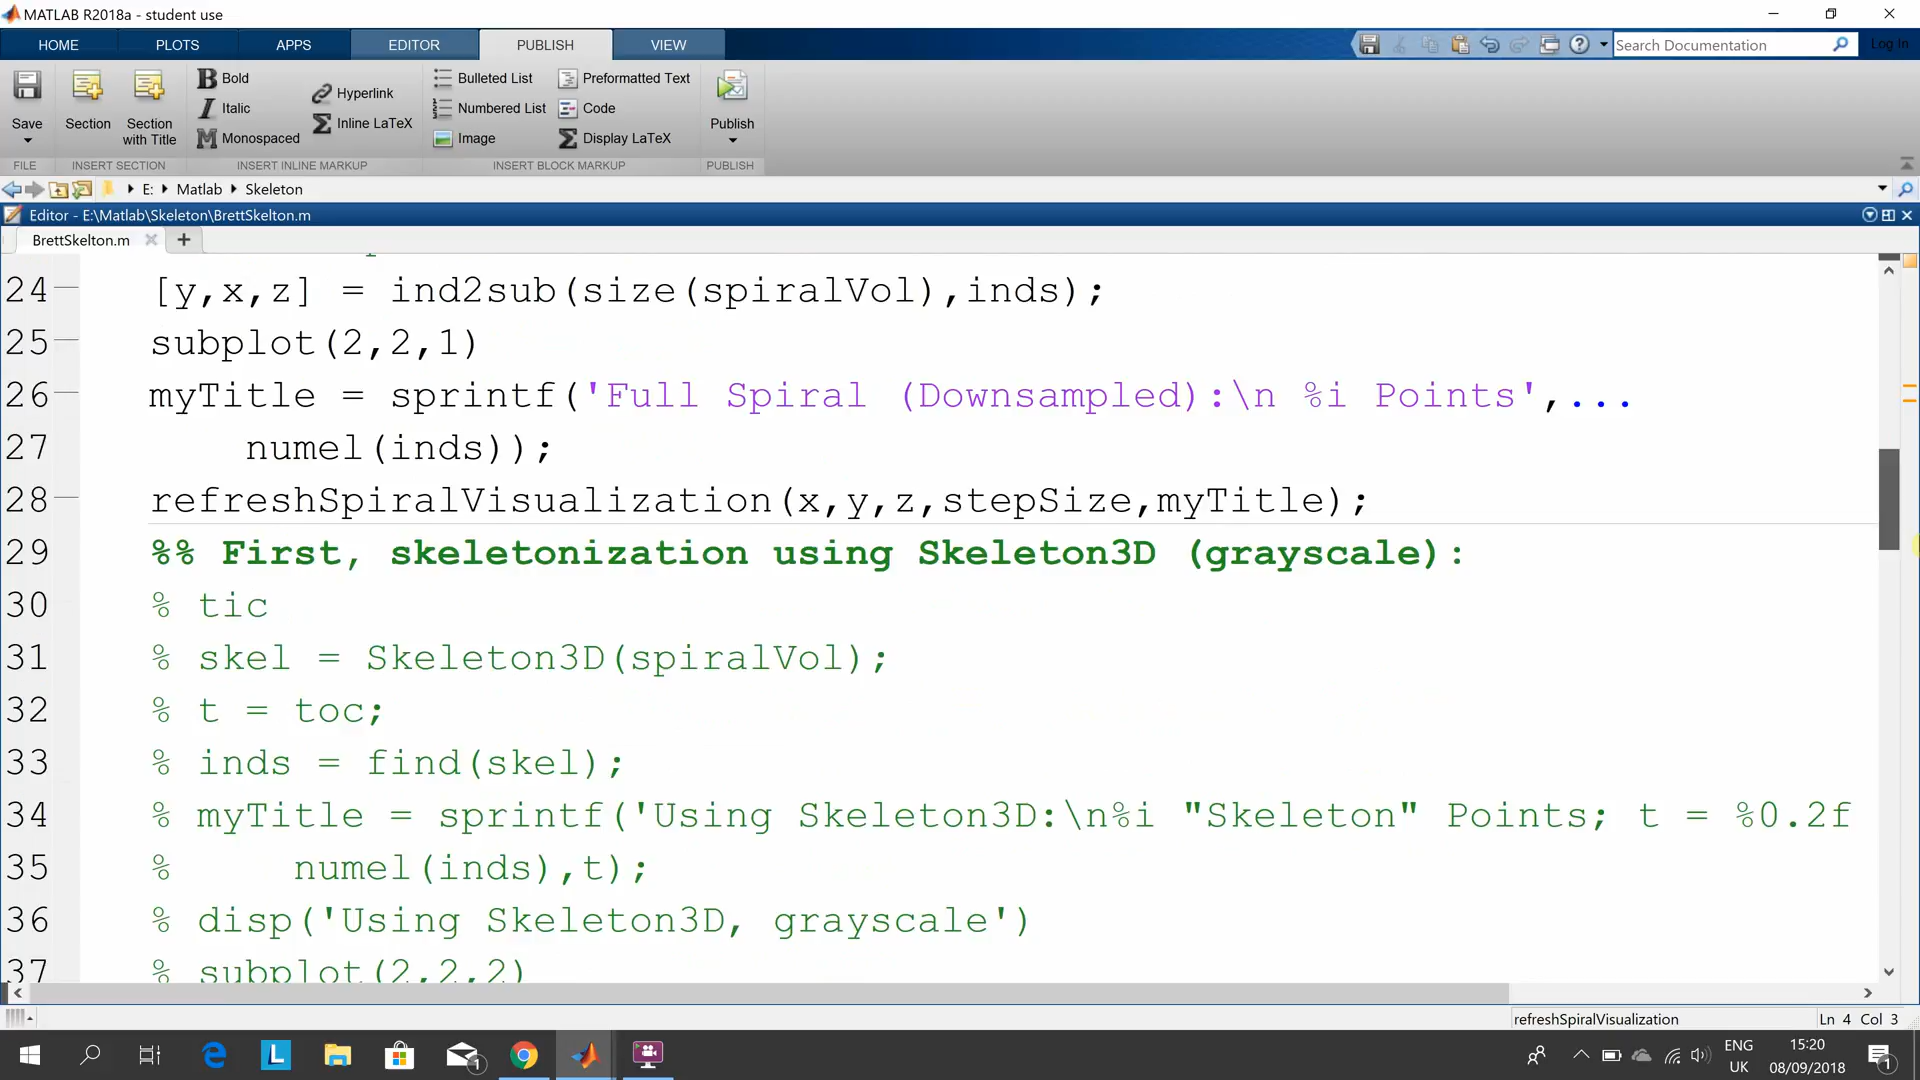 MATLAB R2018a - student use
HOME PLOTS APPS EDITOR PUBLISH VIEW
Search Documentation
Log In
Save
Section
Section with Title
Bold
Italic
Monospaced
Hyperlink
Inline LaTeX
Bulleted List
Numbered List
Image
Preformatted Text
Code
Display LaTeX
Publish
FILE INSERT SECTION INSERT INLINE MARKUP INSERT BLOCK MARKUP PUBLISH
E: Matlab Skeleton
Editor - E:\Matlab\Skeleton\BrettSkelton.m
BrettSkelton.m
24 [y,x,z] = ind2sub(size(spiralVol),inds);
25 subplot(2,2,1)
26 myTitle = sprintf('Full Spiral (Downsampled):\n %i Points',...
27 numel(inds));
28 refreshSpiralVisualization(x,y,z,stepSize,myTitle);
29 %% First, skeletonization using Skeleton3D (grayscale):
30 % tic
31 % skel = Skeleton3D(spiralVol);
32 % t = toc;
33 % inds = find(skel);
34 % myTitle = sprintf('Using Skeleton3D:\n%i "Skeleton" Points; t = %0.2f
35 % numel(inds),t);
36 % disp('Using Skeleton3D, grayscale')
37 % subplot(2,2,2)
refreshSpiralVisualization Ln 4 Col 3
ENG
UK
15:20
08/09/2018